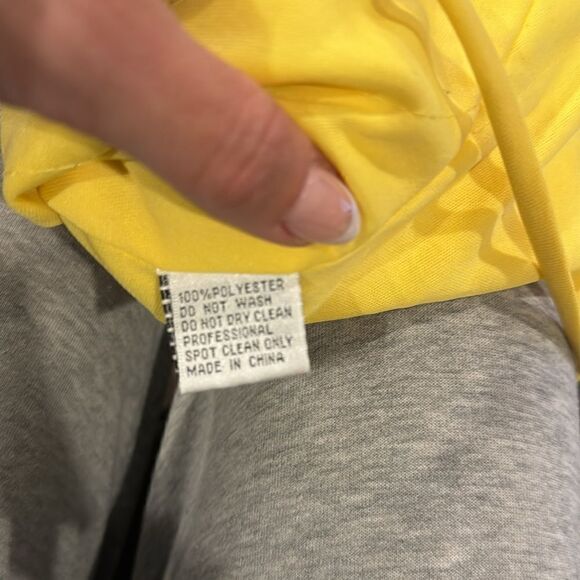 100%POLYESTER
DO NOT WASH
DO NOT DRY CLEAN
PROFESSIONAL
SPOT CLEAN ONLY
MADE IN CHINA